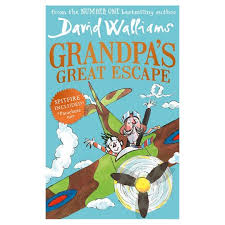 from the NUMBER ONE bestselling author
David Walliams
GRANDPA'S
GREAT ESCAPE
SPITFIRE
INCLUDED!*